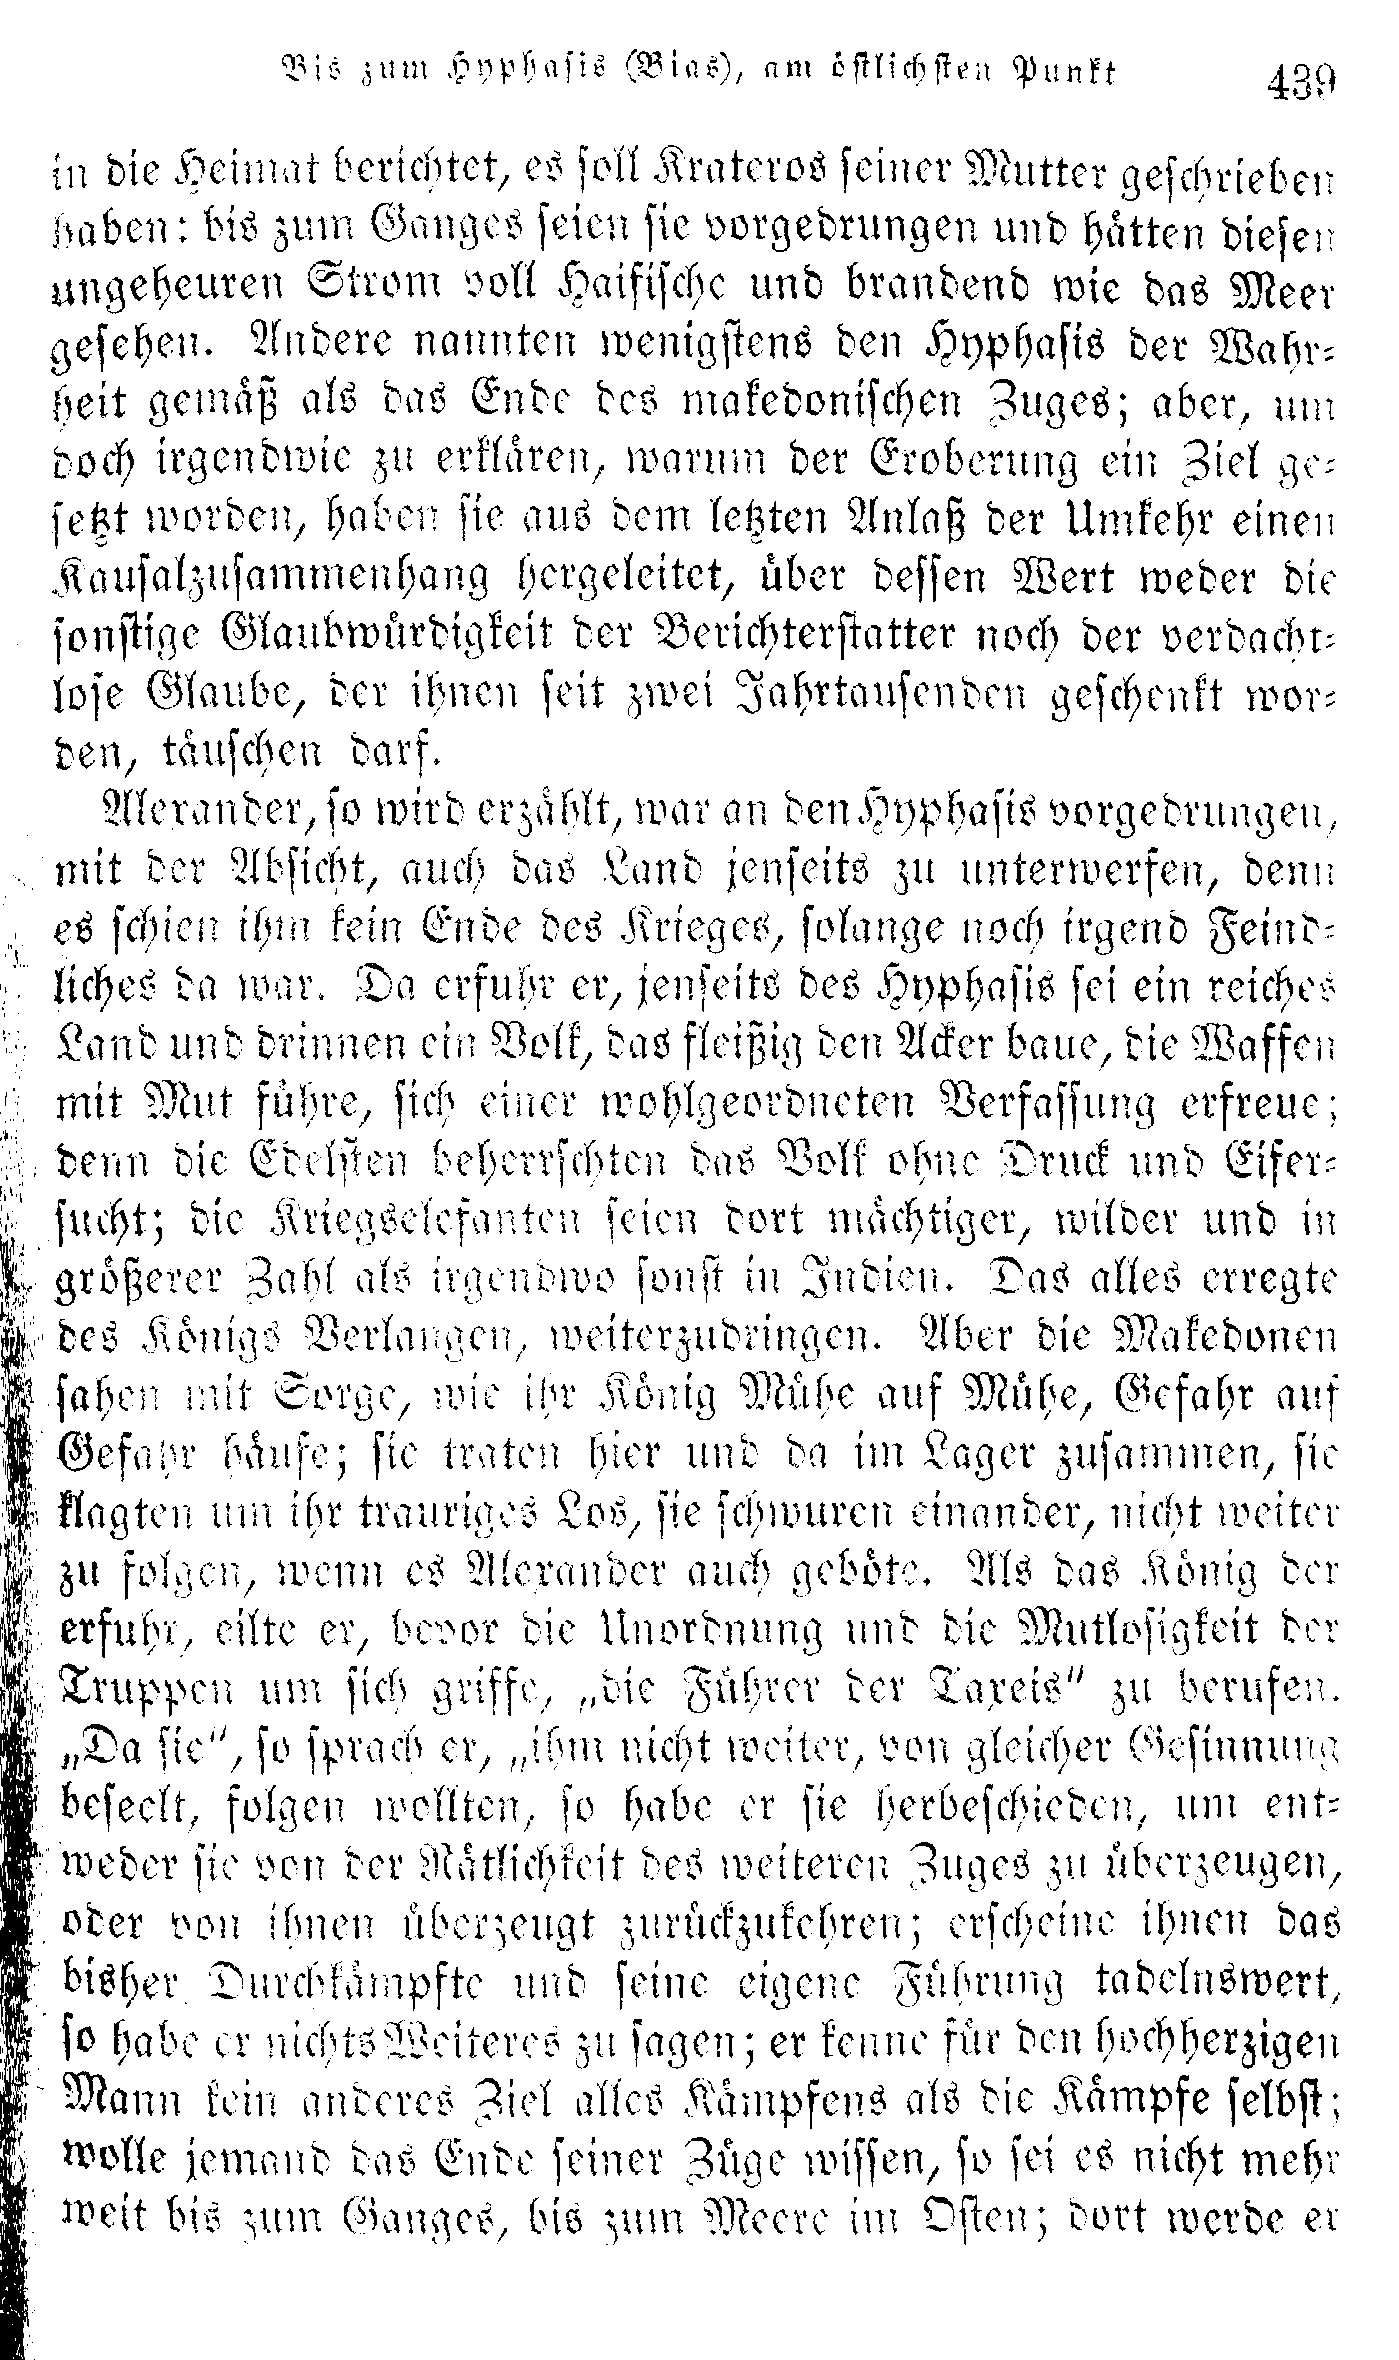 Bis zum Hyphasis (Bias), am östlichsten Punkt 439
in die Heimat berichtet, es soll Krateros seiner Mutter geschrieben
haben: bis zum Ganges seien sie vorgedrungen und hätten diesen
ungeheuren Strom voll Haifische und brandend wie das Meer
gesehen. Andere nannten wenigstens den Hyphasis der Wahr-
heit gemäß als das Ende des makedonischen Zuges; aber, um
doch irgendwie zu erklären, warum der Eroberung ein Ziel ge-
setzt worden, haben sie aus dem letzten Anlaß der Umkehr einen
Kausalzusammenhang hergeleitet, über dessen Wert weder die
sonstige Glaubwürdigkeit der Berichterstatter noch der verdacht-
lose Glaube, der ihnen seit zwei Jahrtausenden geschenkt wor-
den, täuschen darf.
Alexander, so wird erzählt, war an den Hyphasis vorgedrungen,
mit der Absicht, auch das Land jenseits zu unterwerfen, denn
es schien ihm kein Ende des Krieges, solange noch irgend Feind-
liches da war. Da erfuhr er, jenseits des Hyphasis sei ein reiches
Land und drinnen ein Volk, das fleißig den Acker baue, die Waffen
mit Mut führe, sich einer wohlgeordneten Verfassung erfreue;
denn die Edelsten beherrschten das Volk ohne Druck und Eifer-
sucht; die Kriegselefanten seien dort mächtiger, wilder und in
größerer Zahl als irgendwo sonst in Indien. Das alles erregte
des Königs Verlangen, weiterzudringen. Aber die Makedonen
sahen mit Sorge, wie ihr König Mühe auf Mühe, Gefahr auf
Gefahr häufe; sie traten hier und da im Lager zusammen, sie
klagten um ihr trauriges Los, sie schwuren einander, nicht weiter
zu folgen, wenn es Alexander auch geböte. Als das König der
erfuhr, eilte er, bevor die Unordnung und die Mutlosigkeit der
Truppen um sich griffe, „die Führer der Taxeis“ zu berufen.
„Da sie“, so sprach er, „ihm nicht weiter, von gleicher Gesinnung
beseelt, folgen wollten, so habe er sie herbeschieden, um ent-
weder sie von der Rätlichkeit des weiteren Zuges zu überzeugen,
oder von ihnen überzeugt zurückzukehren; erscheine ihnen das
bisher Durchkämpfte und seine eigene Führung tadelnswert,
so habe er nichts Weiteres zu sagen; er kenne für den hochherzigen
Mann kein anderes Ziel alles Kämpfens als die Kämpfe selbst;
wolle jemand das Ende seiner Züge wissen, so sei es nicht mehr
weit bis zum Ganges, bis zum Meere im Osten; dort werde er